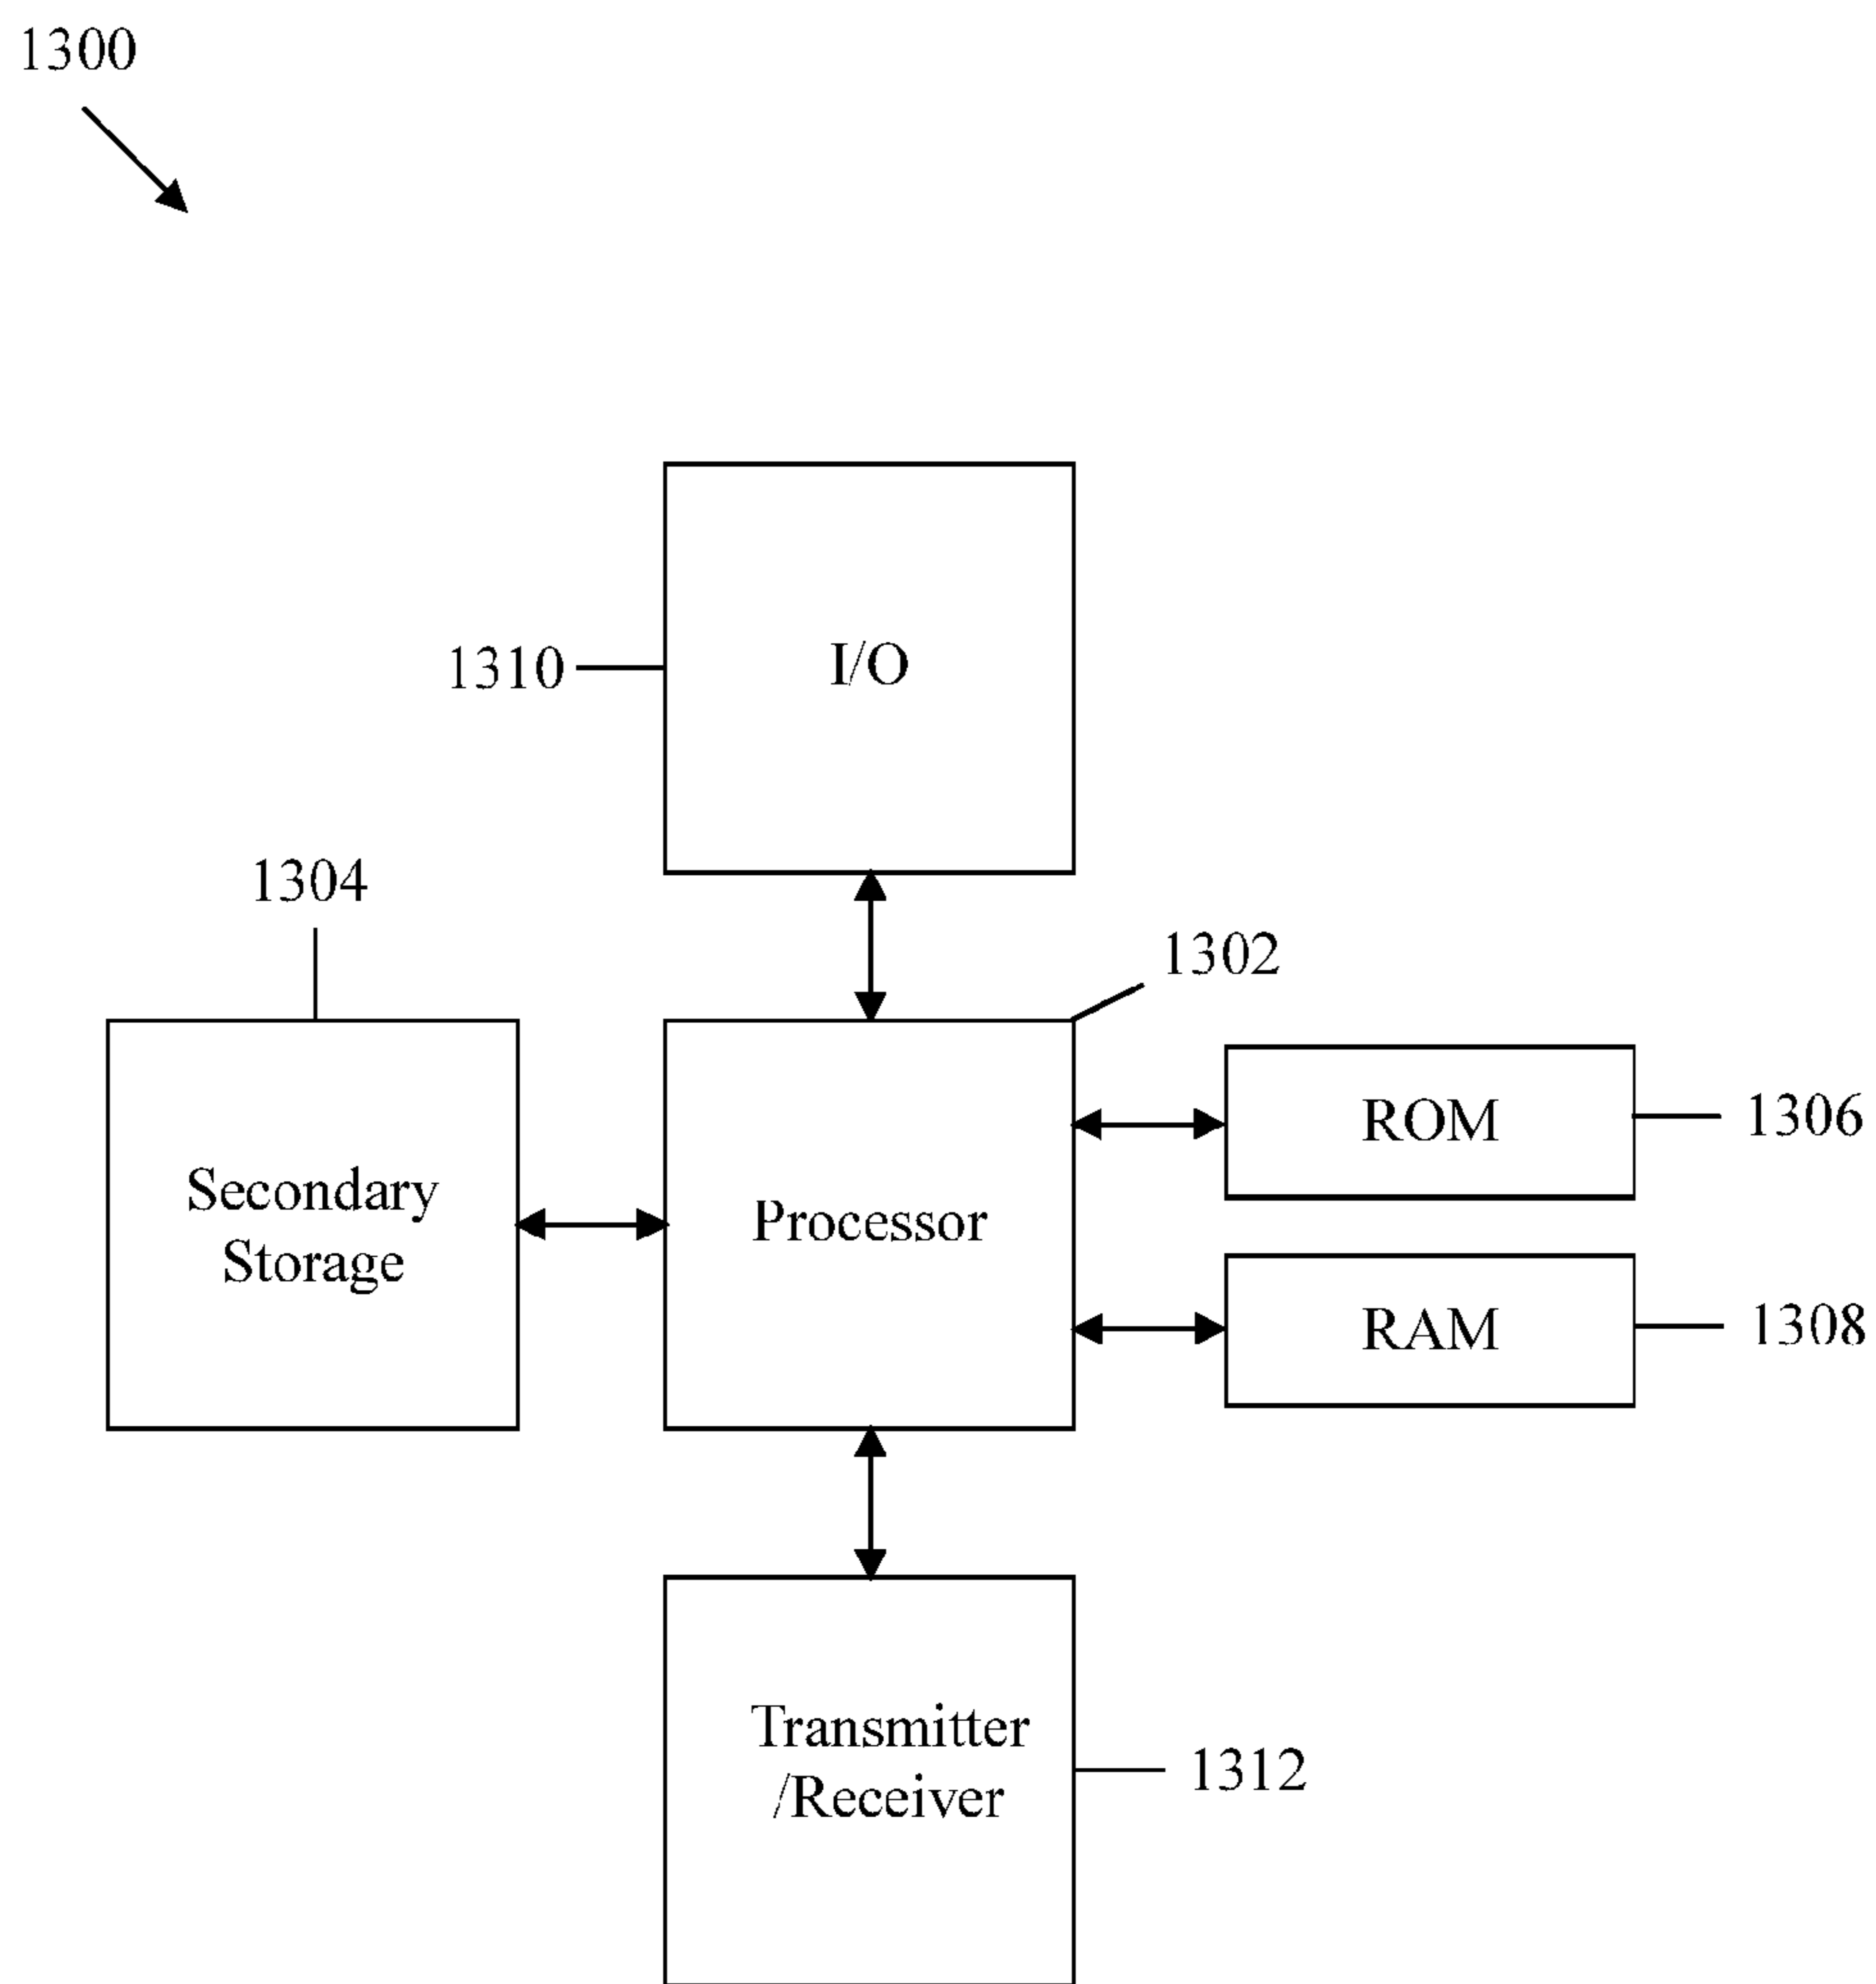 1300
I/O
1310
1304
1302
ROM
1306
Secondary
Storage
Processor
RAM
1308
Transmitter
/Receiver
1312